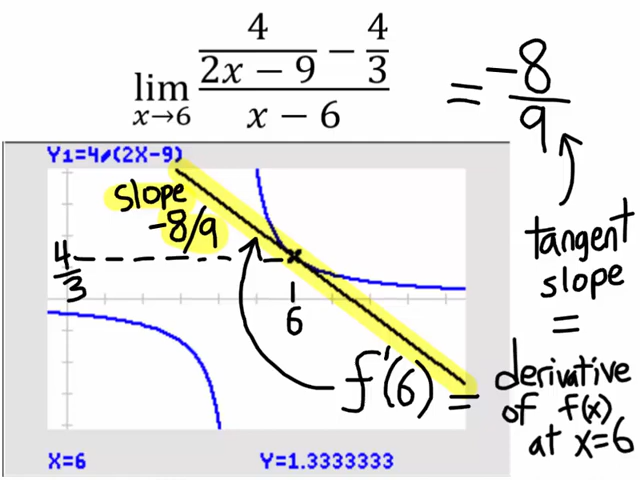 lim x→6 (4/(2x − 9) − 4/3)/(x − 6) = -8/9
Y1=4/(2X-9)
slope
-8/9
4/3
6
f'(6) =
tangent
slope
=
derivative
of f(x)
at x=6
X=6 Y=1.3333333